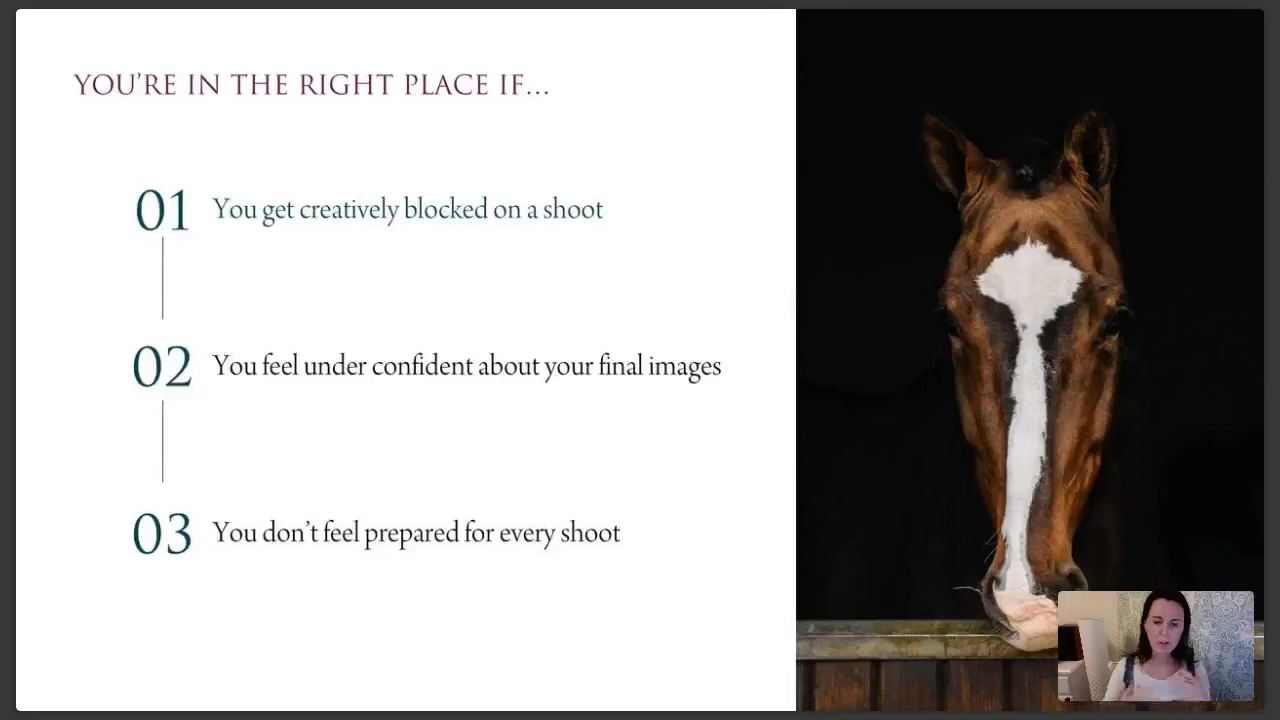 YOU'RE IN THE RIGHT PLACE IF...
01 You get creatively blocked on a shoot
02 You feel under confident about your final images
03 You don't feel prepared for every shoot